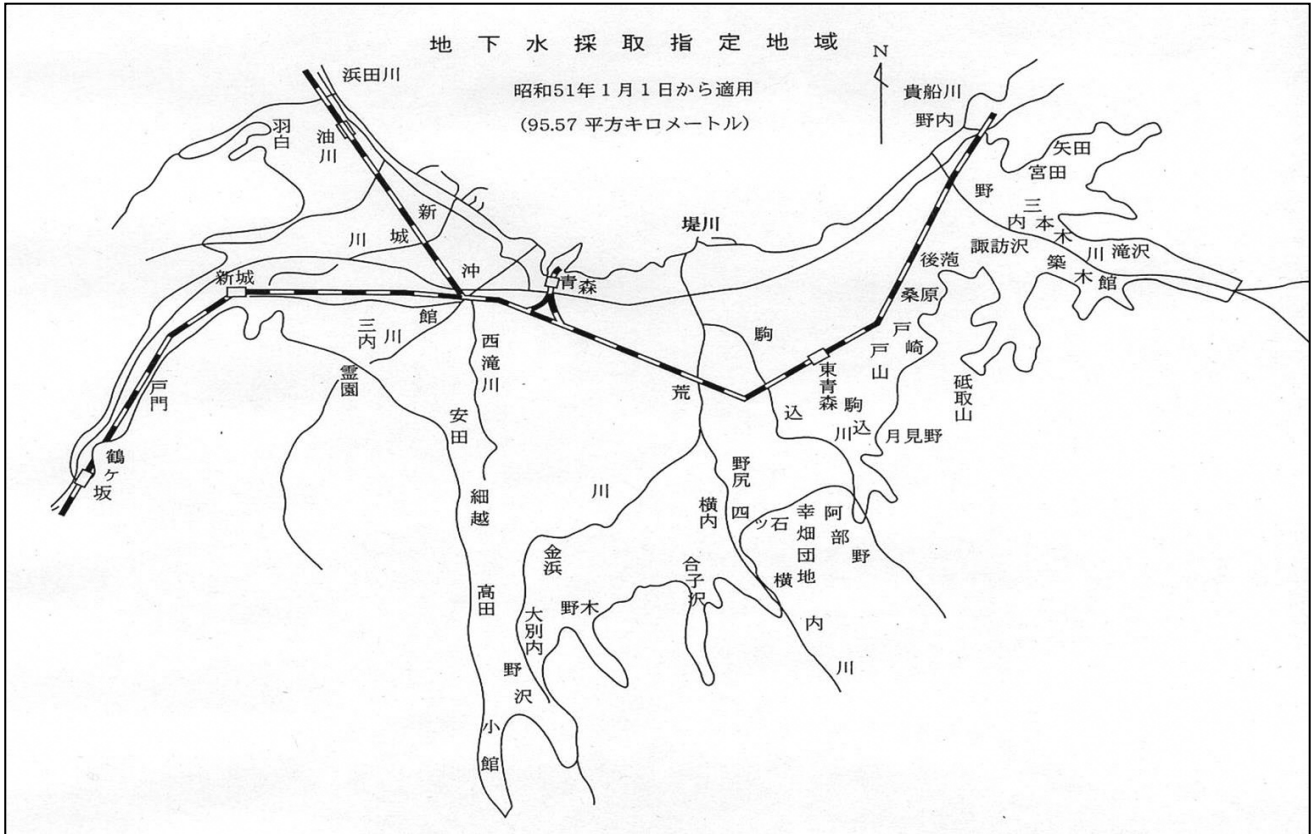 地下水採取指定地域
昭和51年1月1日から適用
(95.57 平方キロメートル)
N
浜田川
羽白
油川
新城川
新城
沖館川
三内
霊園
戸門
鶴ヶ坂
青森
西滝川
安田
細越
高田
小館
野沢
大別内
金浜
野木
荒川
合子沢
横内
野尻
四ッ石
幸畑団地
阿部野
横内川
堤川
駒込川
駒込
東青森
月見野
戸山
戸崎
桑原
後萢
砥取山
諏訪沢
野内川
三本木
築木館
滝沢
宮田
矢田
野内
貴船川